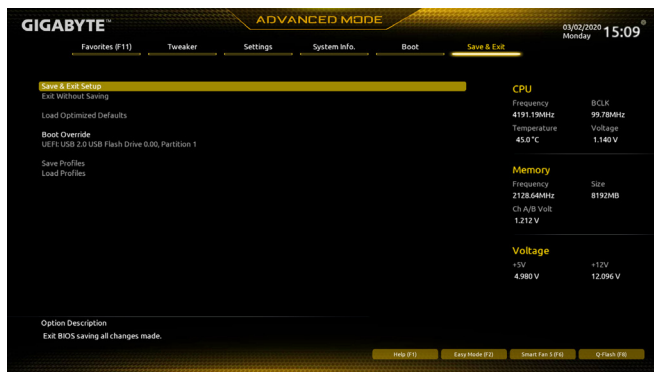 GIGABYTE™
ADVANCED MODE
03/02/2020 Monday 15:09
Favorites (F11) Tweaker Settings System Info. Boot Save & Exit
Save & Exit Setup
Exit Without Saving
Load Optimized Defaults
Boot Override
UEFI: USB 2.0 USB Flash Drive 0.00, Partition 1
Save Profiles
Load Profiles
CPU
Frequency BCLK
4191.19MHz 99.78MHz
Temperature Voltage
45.0 °C 1.140 V
Memory
Frequency Size
2128.64MHz 8192MB
Ch A/B Volt
1.212 V
Voltage
+5V +12V
4.980 V 12.096 V
Option Description
Exit BIOS saving all changes made.
Help (F1) Easy Mode (F2) Smart Fan 5 (F6) Q-Flash (F8)